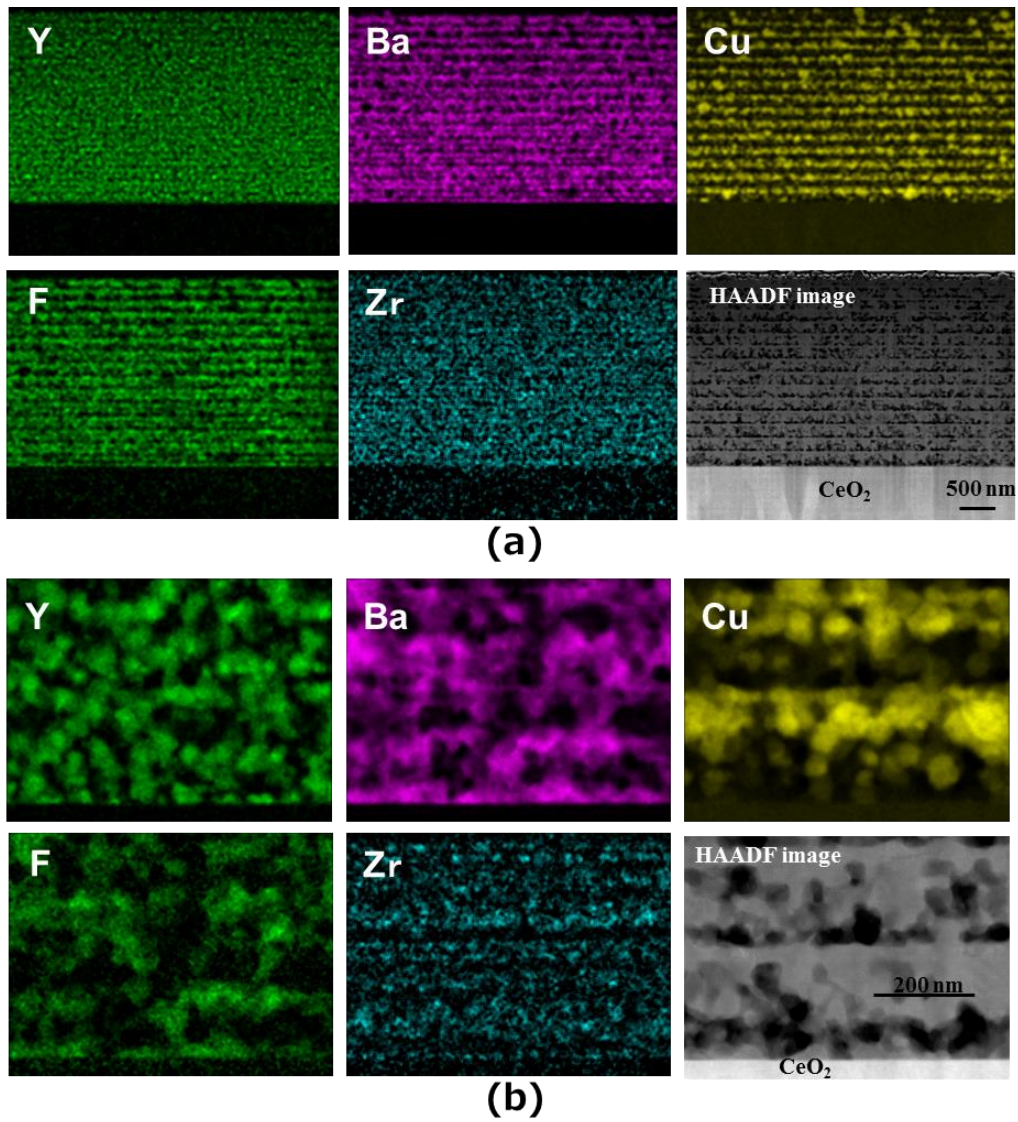 Y
Ba
Cu
F
Zr
HAADF image
CeO₂
500 nm
(a)
Y
Ba
Cu
F
Zr
HAADF image
200 nm
CeO₂
(b)